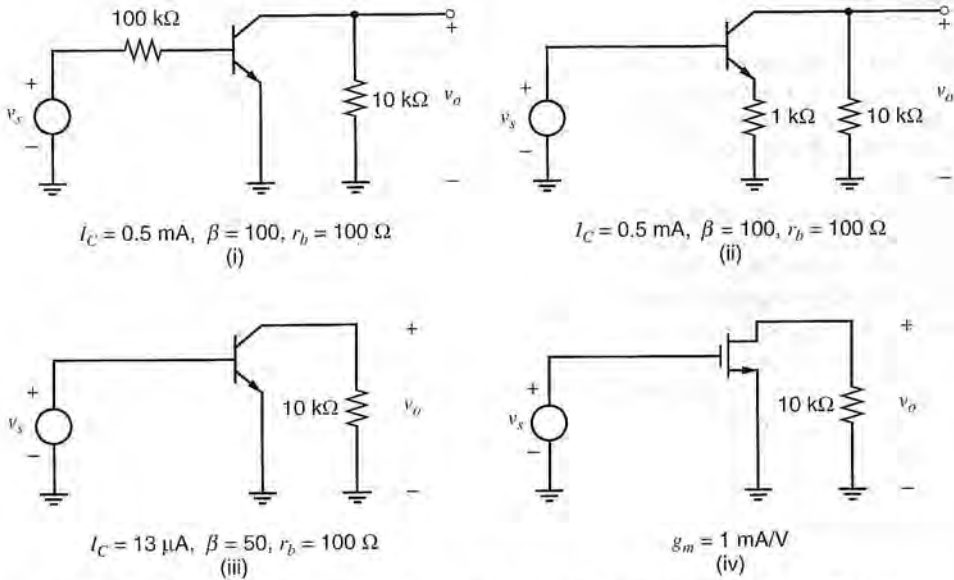 100 kΩ
+
v_s
−
10 kΩ
+
v_o
−
I_C = 0.5 mA, β = 100, r_b = 100 Ω
(i)
+
v_s
−
1 kΩ
10 kΩ
+
v_o
−
I_C = 0.5 mA, β = 100, r_b = 100 Ω
(ii)
+
v_s
−
10 kΩ
+
v_o
−
I_C = 13 μA, β = 50, r_b = 100 Ω
(iii)
+
v_s
−
10 kΩ
+
v_o
−
g_m = 1 mA/V
(iv)